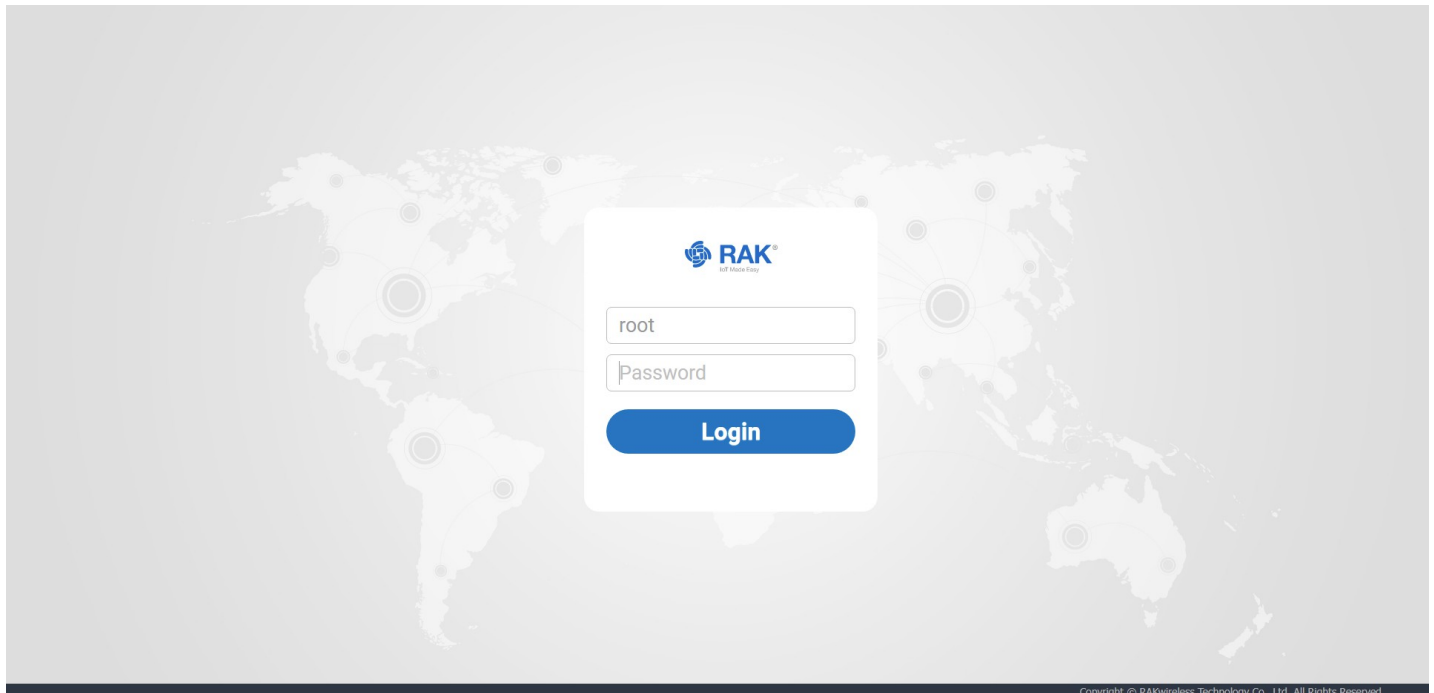 RAK®
IoT Made Easy
root
Password
Login
Copyright © RAKwireless Technology Co., Ltd. All Rights Reserved.